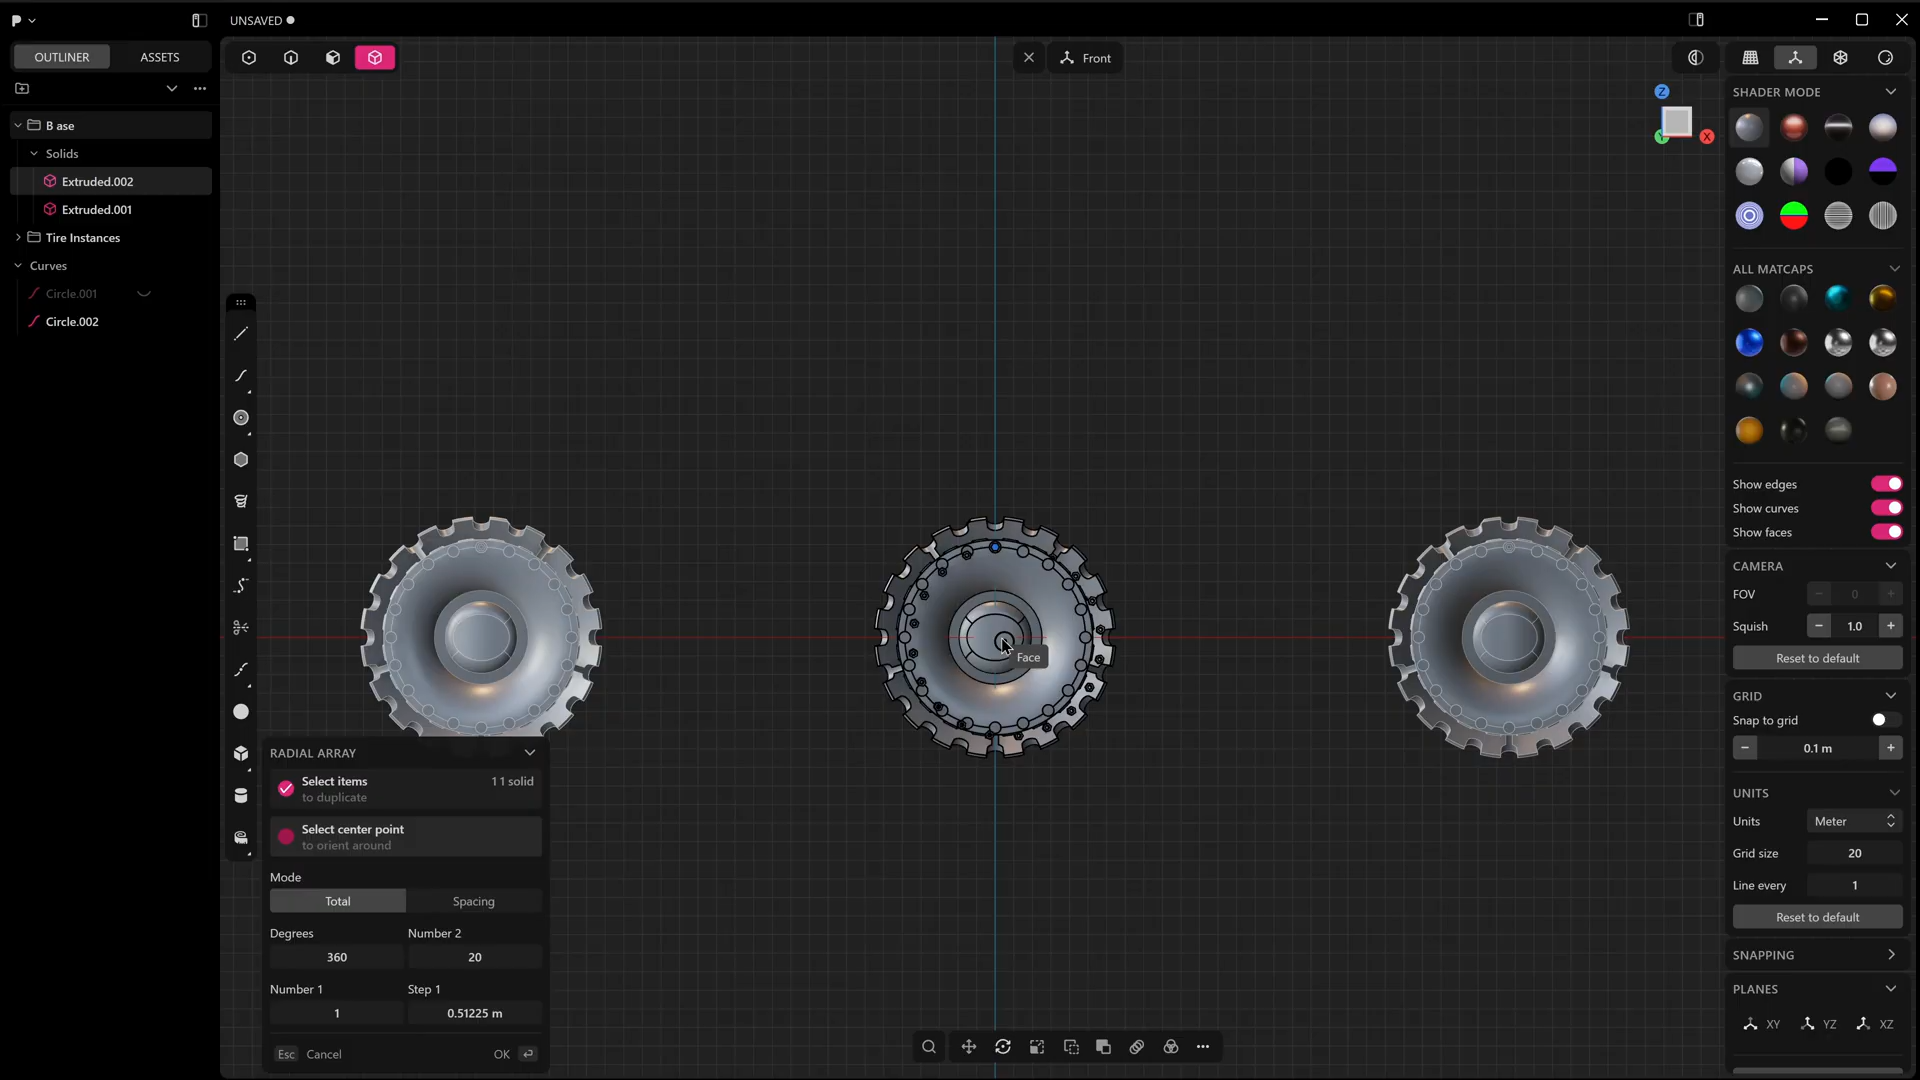 UNSAVED
OUTLINER
ASSETS
B ase
Solids
Extruded.002
Extruded.001
Tire Instances
Curves
Circle.001
Circle.002
Front
Z
Y
X
Face
RADIAL ARRAY
Select items
11 solid
to duplicate
Select center point
to orient around
Mode
Total
Spacing
Degrees
Number 2
360
20
Number 1
Step 1
1
0.51225 m
Esc
Cancel
OK
SHADER MODE
ALL MATCAPS
Show edges
Show curves
Show faces
CAMERA
FOV
0
Squish
1.0
Reset to default
GRID
Snap to grid
0.1 m
UNITS
Units
Meter
Grid size
20
Line every
1
Reset to default
SNAPPING
PLANES
XY
YZ
XZ